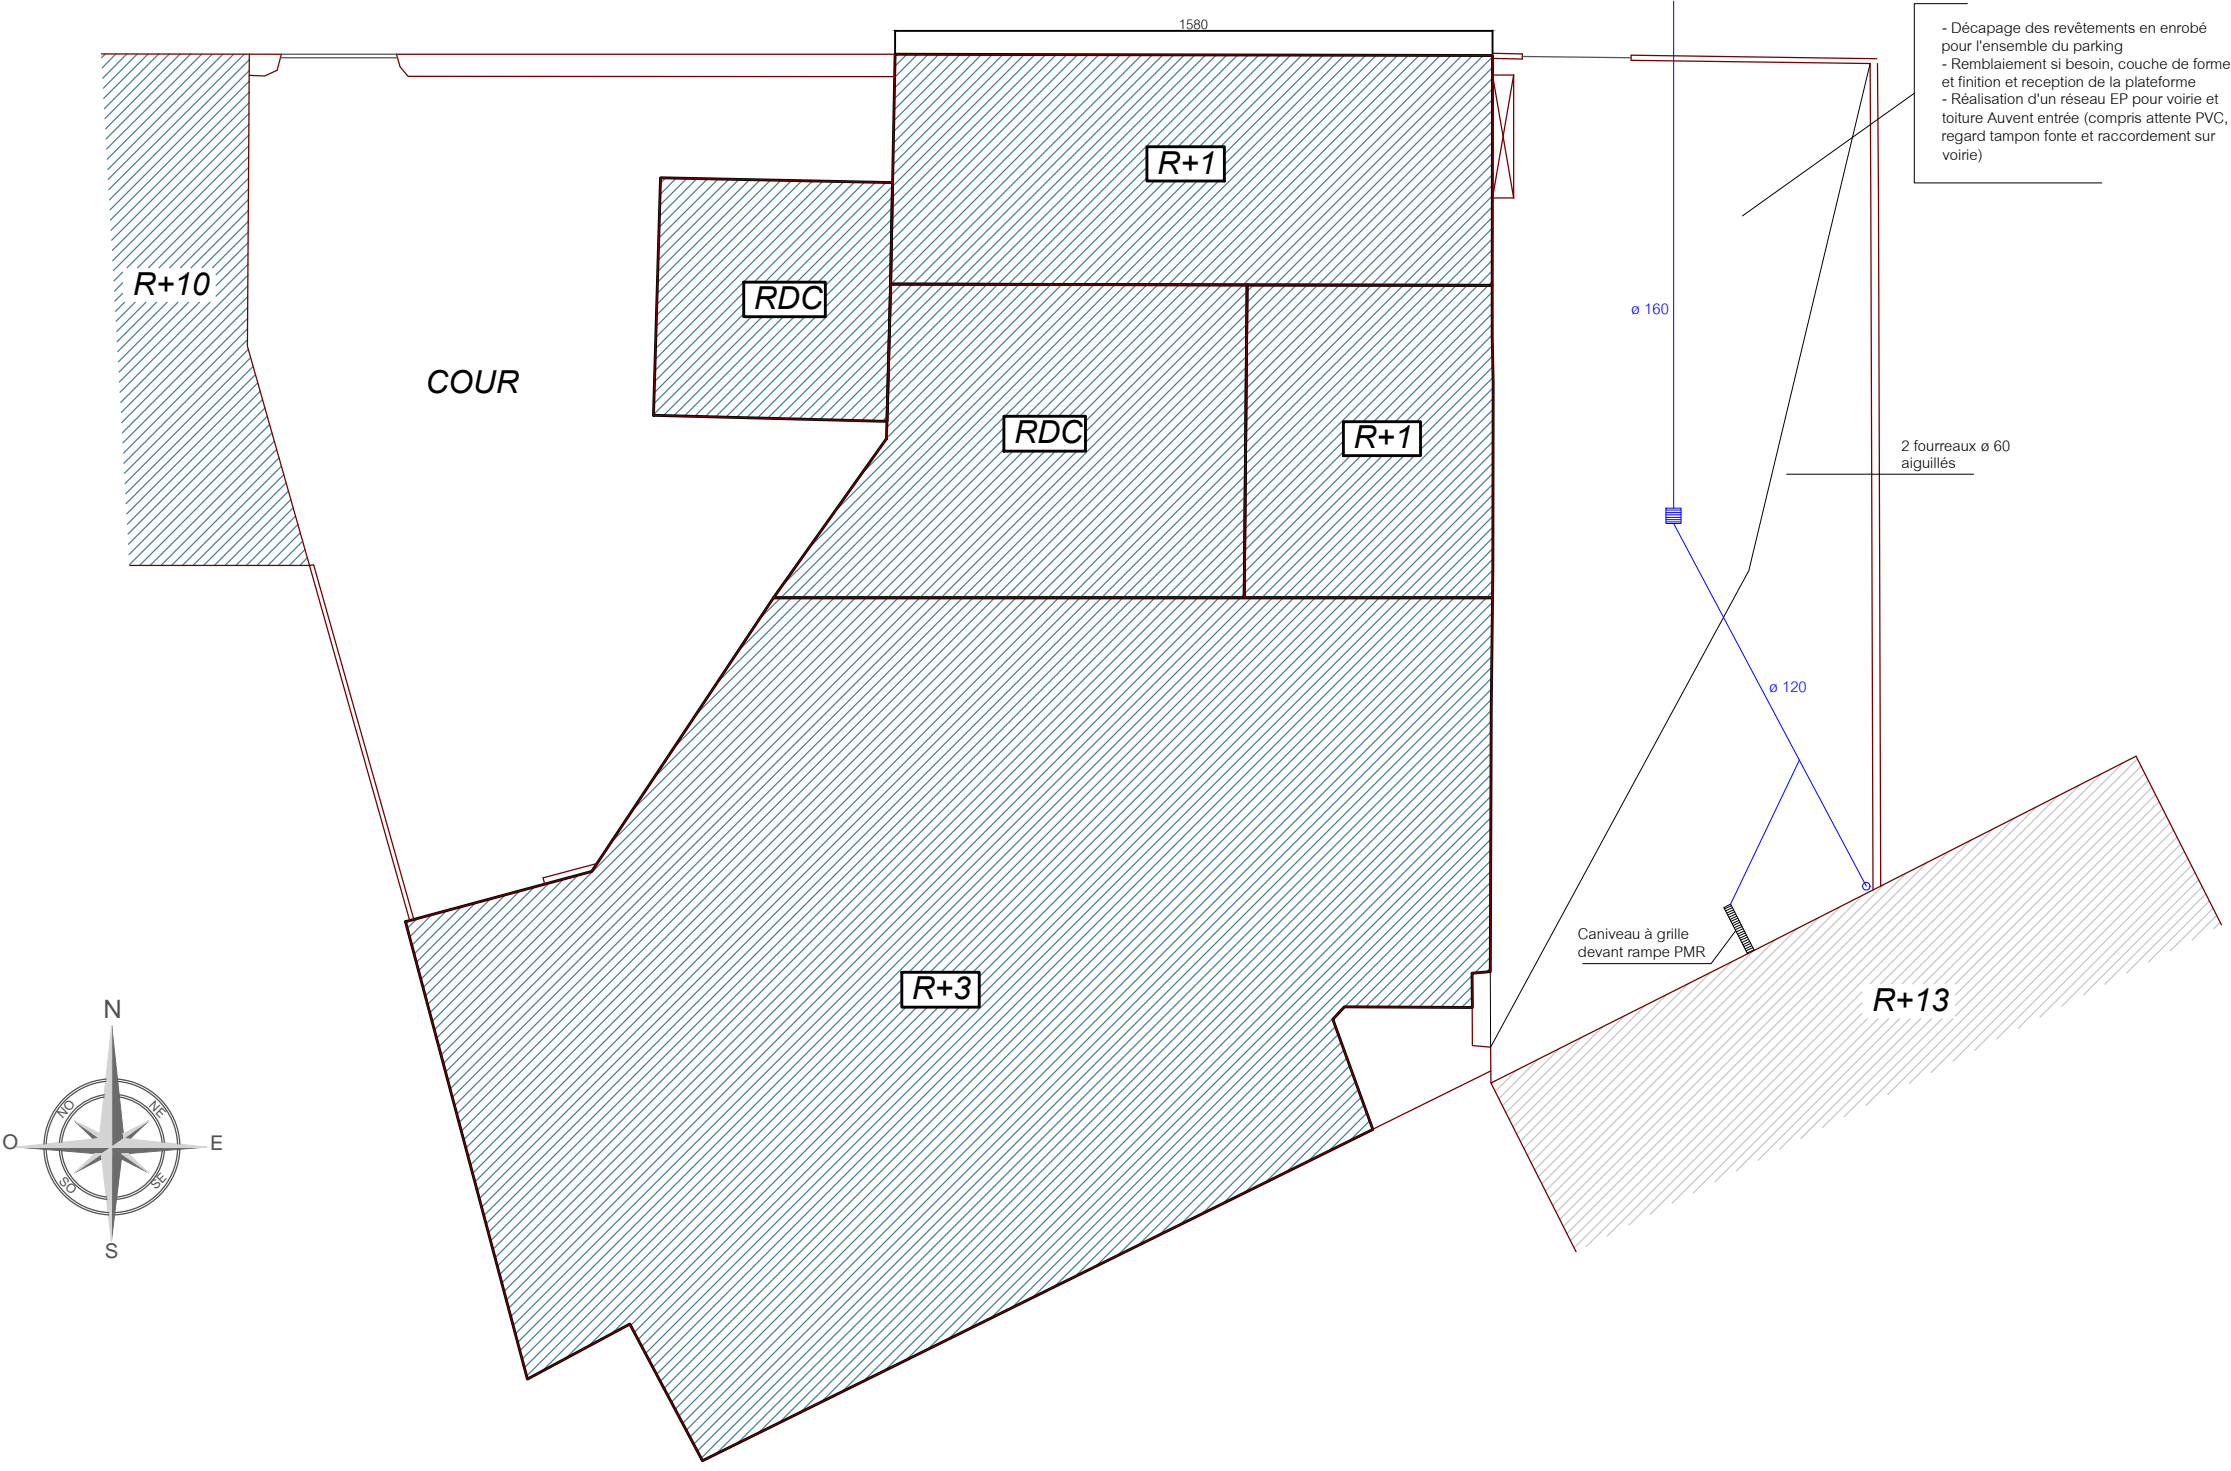 1580
- Décapage des revêtements en enrobé
pour l'ensemble du parking
- Remblaiement si besoin, couche de forme
et finition et reception de la plateforme
- Réalisation d'un réseau EP pour voirie et
toiture Auvent entrée (compris attente PVC,
regard tampon fonte et raccordement sur
voirie)
R+1
R+10
RDC
ø 160
COUR
RDC
R+1
2 fourreaux ø 60
aiguillés
ø 120
Caniveau à grille
devant rampe PMR
R+3
R+13
N
NO
NE
O
E
SO
SE
S